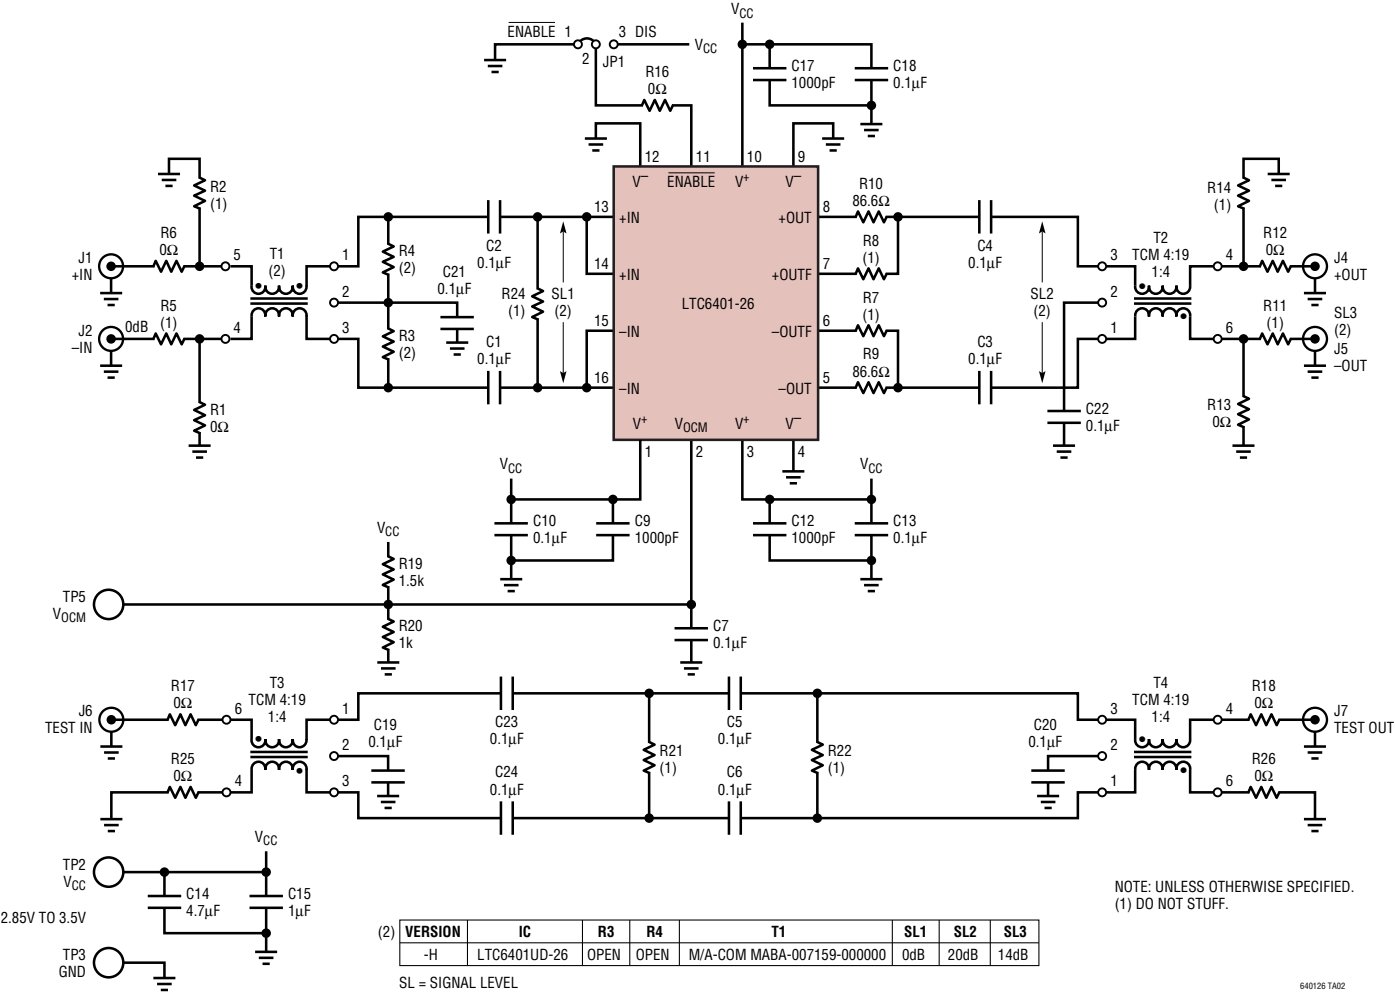 VCC
ENABLE 1 3 DIS
VCC
2 JP1
R16
0Ω
C17
1000pF
C18
0.1µF
12 11 10 9
V– ENABLE V+ V–
R2
(1)
R6
0Ω
J1
+IN
5
T1
(2)
1
R4
(2)
C2
0.1µF
13
+IN
14
+IN
C21
0.1µF
2
R24
(1)
SL1
(2)
LTC6401-26
J2
–IN
0dB
R5
(1)
4
3
R3
(2)
C1
0.1µF
15
–IN
16
–IN
R1
0Ω
V+ VOCM V+ V–
1 2 3 4
8
+OUT
R10
86.6Ω
R8
(1)
7
+OUTF
R7
(1)
6
–OUTF
R9
86.6Ω
5
–OUT
C4
0.1µF
C3
0.1µF
SL2
(2)
C22
0.1µF
3
T2
TCM 4:19
1:4
4
2
1
6
R14
(1)
R12
0Ω
J4
+OUT
R11
(1)
SL3
(2)
J5
–OUT
R13
0Ω
VCC
C10
0.1µF
C9
1000pF
VCC
C12
1000pF
C13
0.1µF
VCC
R19
1.5k
TP5
VOCM
R20
1k
C7
0.1µF
J6
TEST IN
R17
0Ω
6
T3
TCM 4:19
1:4
1
2
C19
0.1µF
R25
0Ω
4
3
C23
0.1µF
C24
0.1µF
R21
(1)
C5
0.1µF
C6
0.1µF
R22
(1)
C20
0.1µF
3
2
1
T4
TCM 4:19
1:4
4
6
R18
0Ω
J7
TEST OUT
R26
0Ω
TP2
VCC
2.85V TO 3.5V
VCC
C14
4.7µF
C15
1µF
TP3
GND
NOTE: UNLESS OTHERWISE SPECIFIED.
(1) DO NOT STUFF.
(2) VERSION IC R3 R4 T1 SL1 SL2 SL3
-H LTC6401UD-26 OPEN OPEN M/A-COM MABA-007159-000000 0dB 20dB 14dB
SL = SIGNAL LEVEL
640126 TA02